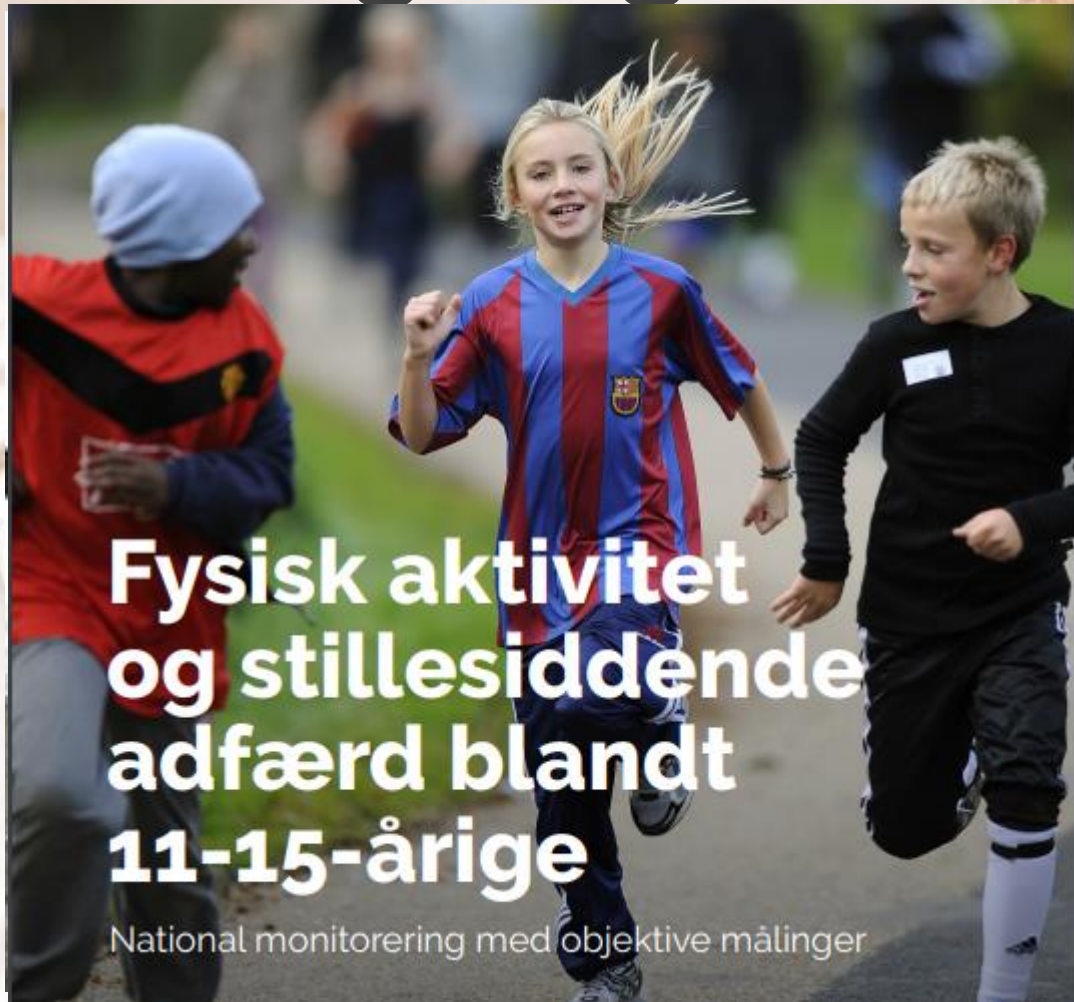 Fysisk aktivitet
og stillesiddende
adfærd blandt
11-15-årige
National monitorering med objektive målinger